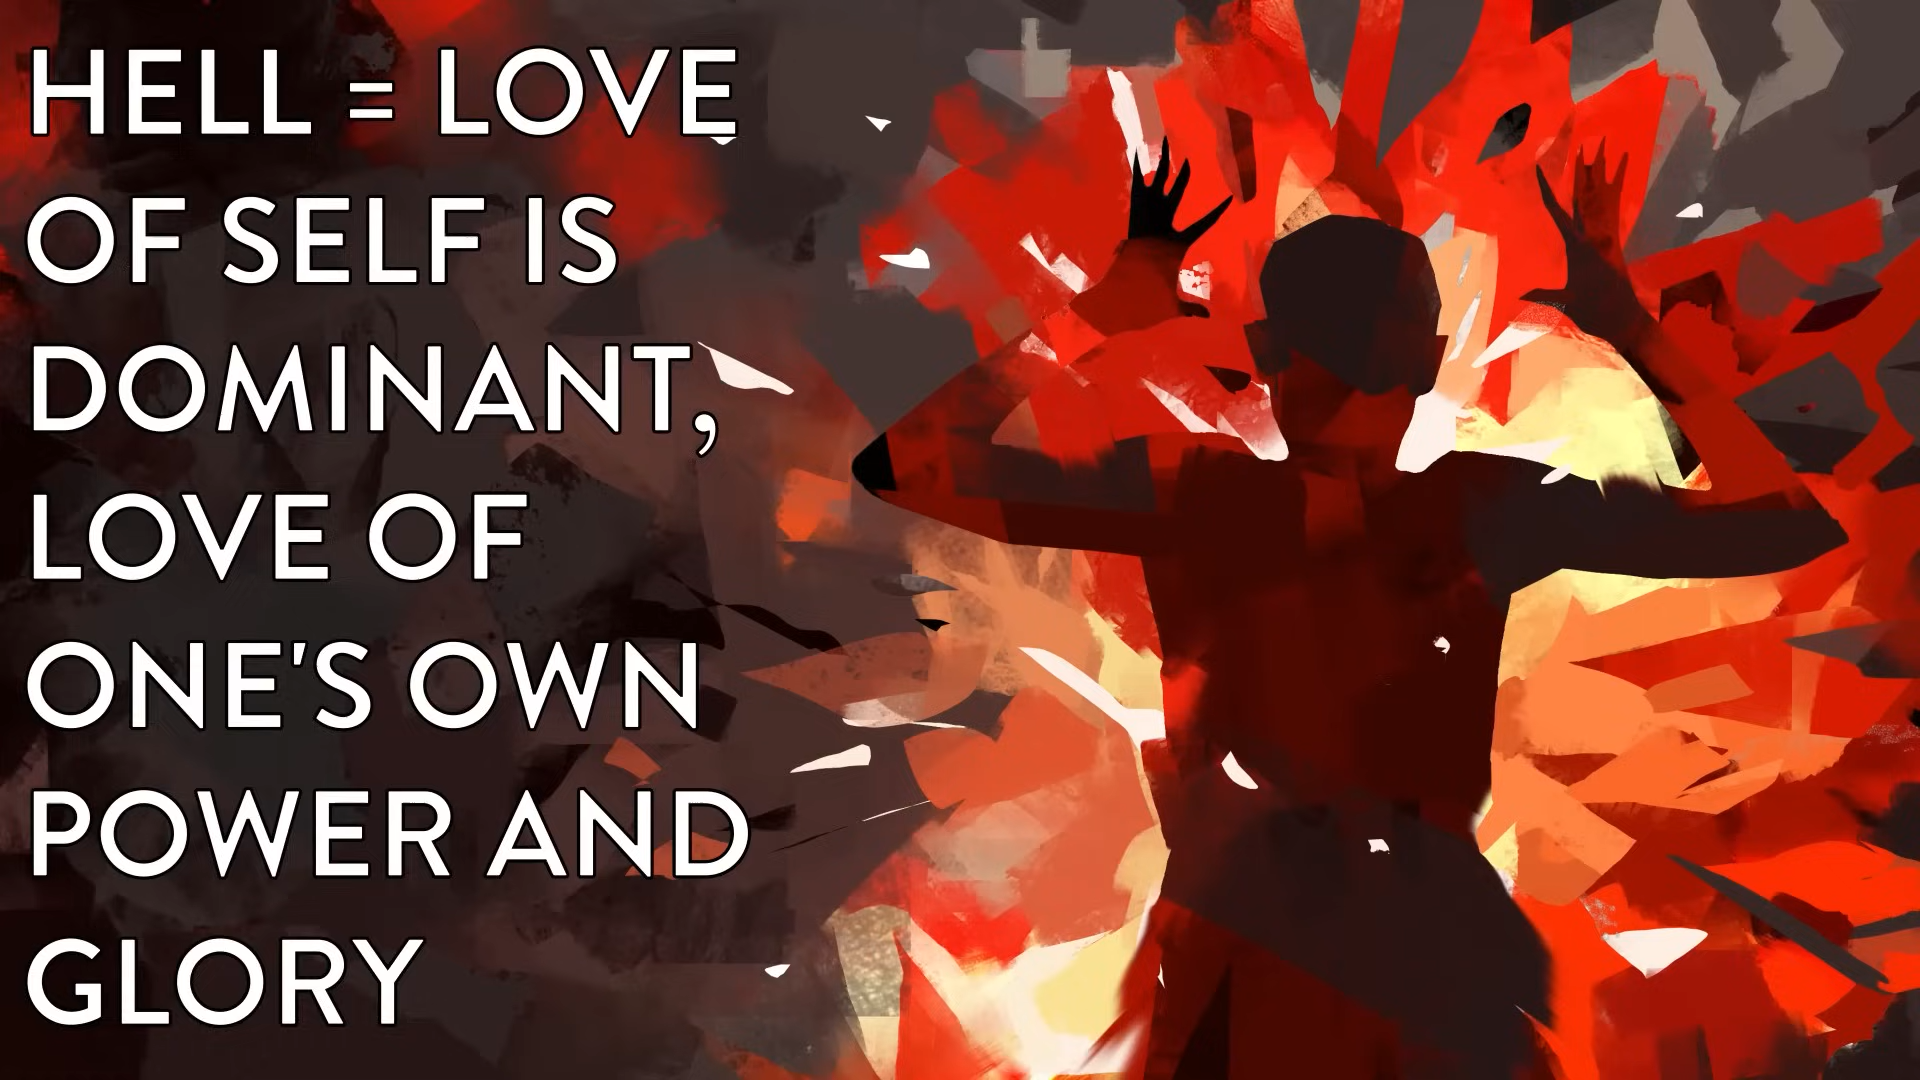 HELL = LOVE
OF SELF IS
DOMINANT,
LOVE OF
ONE'S OWN
POWER AND
GLORY